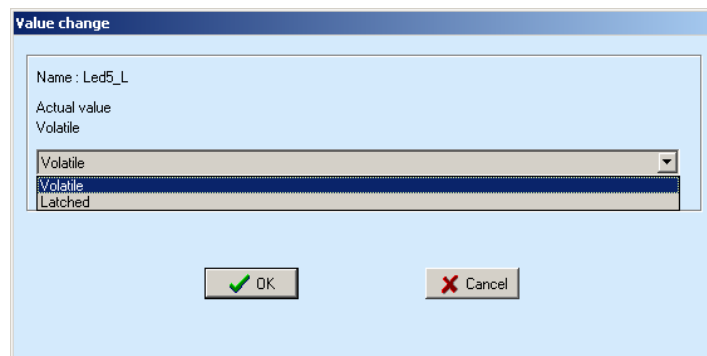 Value change
Name : Led5_L
Actual value
Volatile
Volatile
Volatile
Latched
OK
Cancel